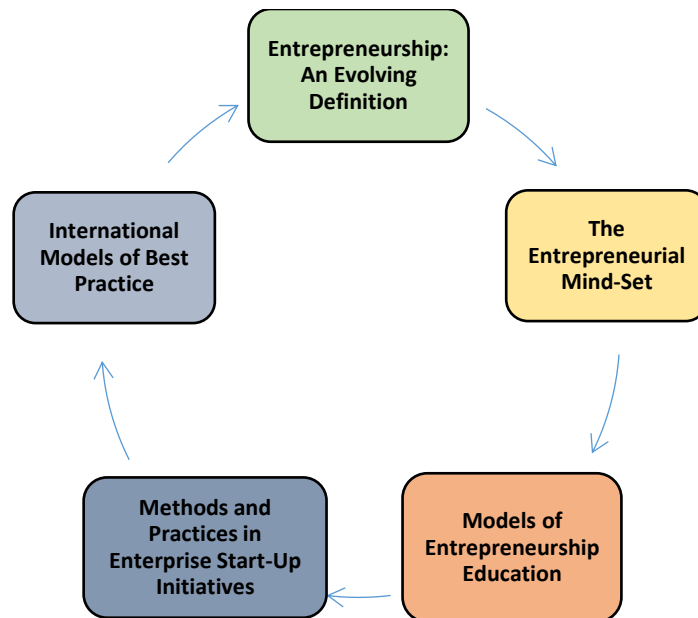 Entrepreneurship:
An Evolving
Definition
The
Entrepreneurial
Mind-Set
Models of
Entrepreneurship
Education
Methods and
Practices in
Enterprise Start-Up
Initiatives
International
Models of Best
Practice